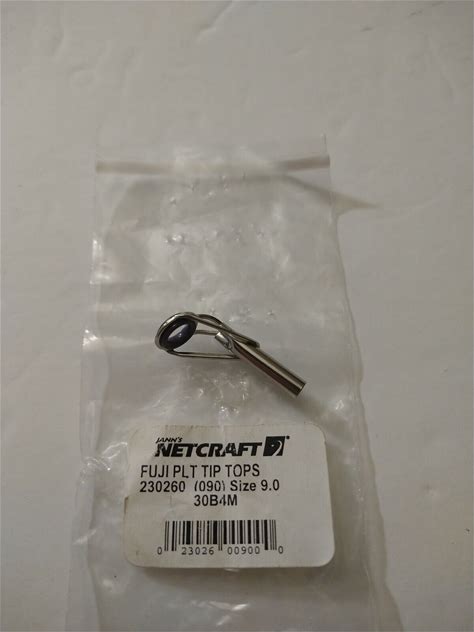 JANN'S
NETCRAFT
FUJI PLT TIP TOPS
230260 (090) Size 9.0
30B4M
0 23026 00900 0